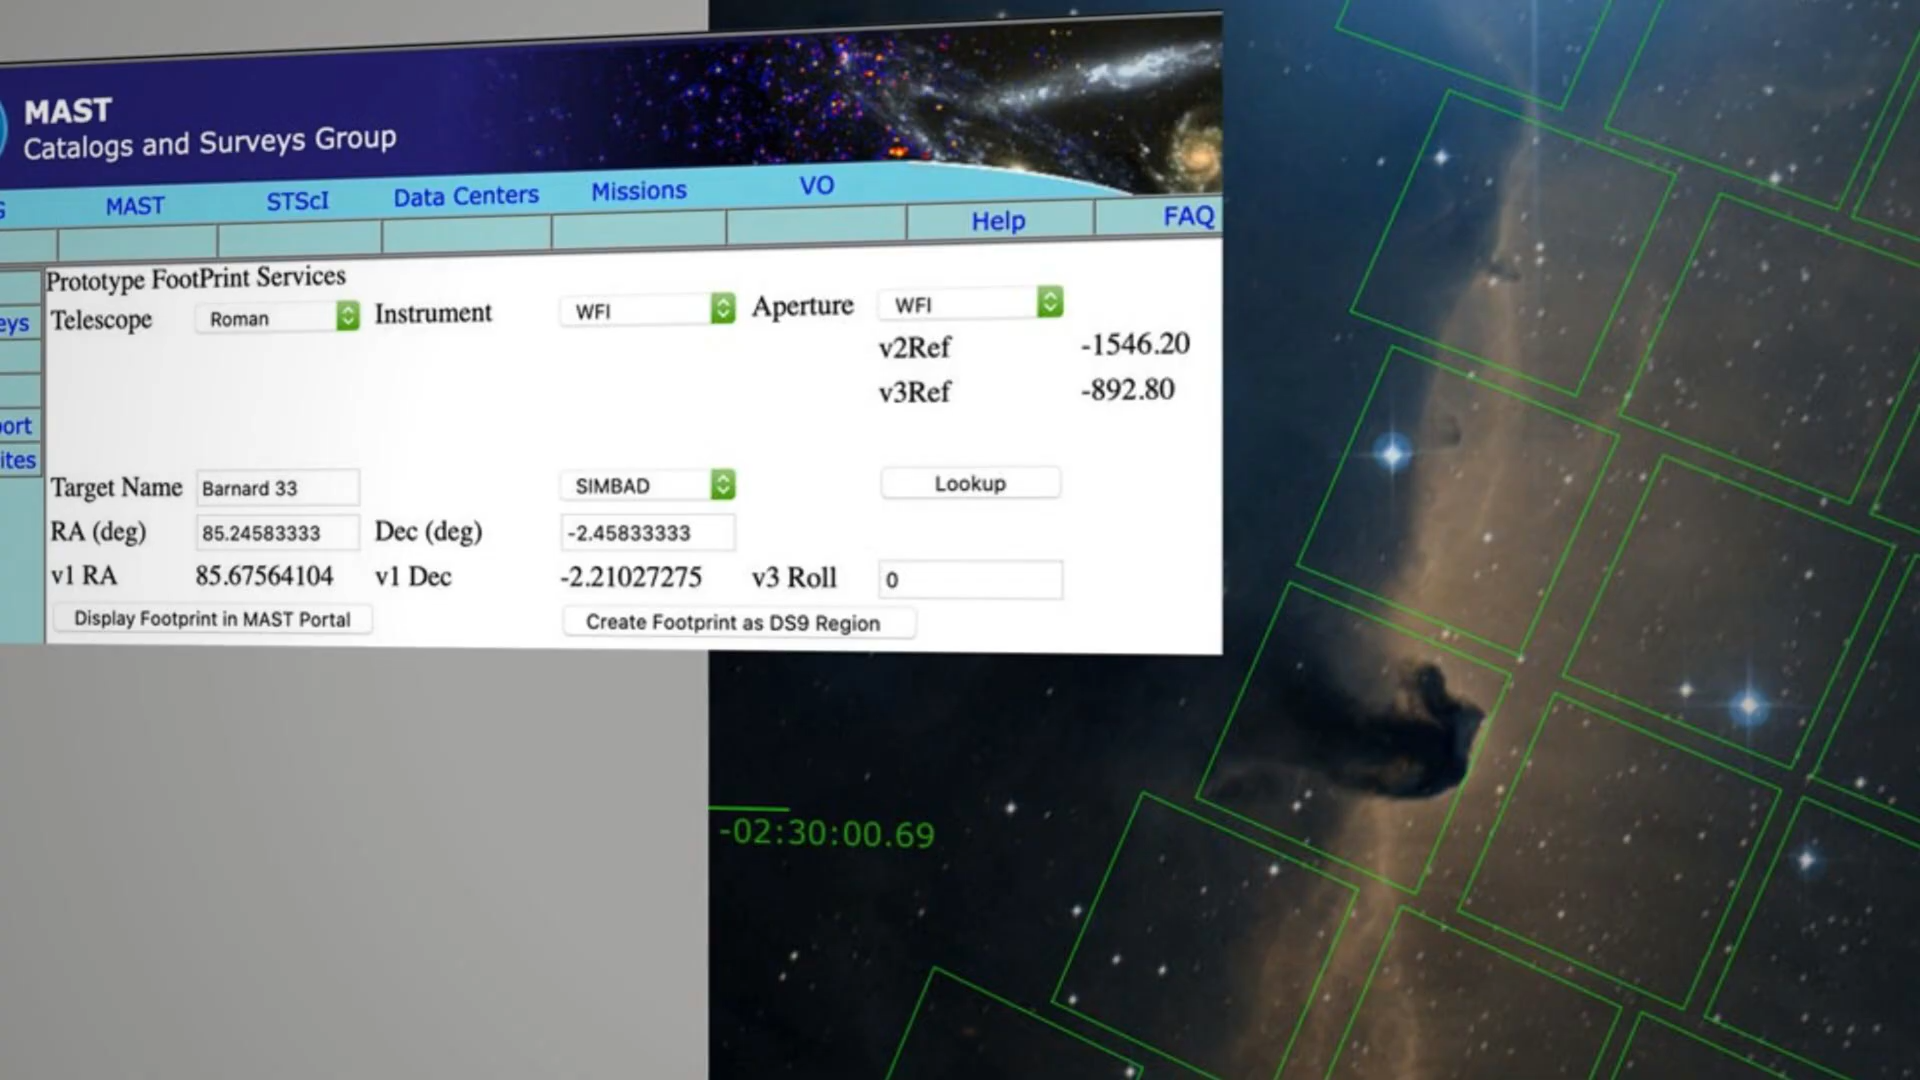 MAST
Catalogs and Surveys Group
MAST STScI Data Centers Missions VO
Help FAQ
Prototype FootPrint Services
Telescope Roman Instrument WFI Aperture WFI
v2Ref -1546.20
v3Ref -892.80
Target Name Barnard 33 SIMBAD Lookup
RA (deg) 85.24583333 Dec (deg) -2.45833333
v1 RA 85.67564104 v1 Dec -2.21027275 v3 Roll 0
Display Footprint in MAST Portal Create Footprint as DS9 Region
-02:30:00.69